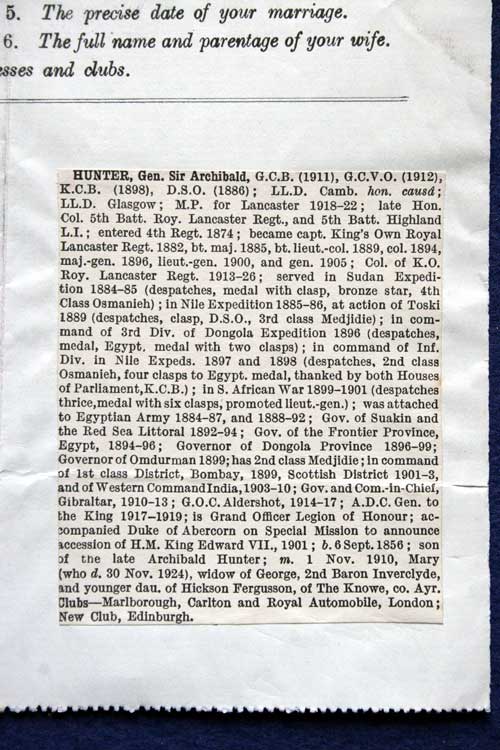 5. The precise date of your marriage.
6. The full name and parentage of your wife.
esses and clubs.
HUNTER, Gen. Sir Archibald, G.C.B. (1911), G.C.V.O. (1912),
K.C.B. (1898), D.S.O. (1886); LL.D. Camb. hon. causâ;
LL.D. Glasgow; M.P. for Lancaster 1918-22; late Hon.
Col. 5th Batt. Roy. Lancaster Regt., and 5th Batt. Highland
L.I.; entered 4th Regt. 1874; became capt. King's Own Royal
Lancaster Regt. 1882, bt. maj. 1885, bt. lieut.-col. 1889, col. 1894,
maj.-gen. 1896, lieut.-gen. 1900, and gen. 1905; Col. of K.O.
Roy. Lancaster Regt. 1913-26; served in Sudan Expedi-
tion 1884-85 (despatches, medal with clasp, bronze star, 4th
Class Osmanieh); in Nile Expedition 1885-86, at action of Toski
1889 (despatches, clasp, D.S.O., 3rd class Medjidie); in com-
mand of 3rd Div. of Dongola Expedition 1896 (despatches,
medal, Egypt. medal with two clasps); in command of Inf.
Div. in Nile Expeds. 1897 and 1898 (despatches, 2nd class
Osmanieh, four clasps to Egypt. medal, thanked by both Houses
of Parliament, K.C.B.); in S. African War 1899-1901 (despatches
thrice, medal with six clasps, promoted lieut.-gen.); was attached
to Egyptian Army 1884-87, and 1888-92; Gov. of Suakin and
the Red Sea Littoral 1892-94; Gov. of the Frontier Province,
Egypt, 1894-96; Governor of Dongola Province 1896-99;
Governor of Omdurman 1899; has 2nd class Medjidie; in command
of 1st class District, Bombay, 1899, Scottish District 1901-3,
and of Western Command India, 1903-10; Gov. and Com.-in-Chief,
Gibraltar, 1910-13; G.O.C. Aldershot, 1914-17; A.D.C. Gen. to
the King 1917-1919; is Grand Officer Legion of Honour; ac-
companied Duke of Abercorn on Special Mission to announce
accession of H.M. King Edward VII., 1901; b. 6 Sept. 1856; son
of the late Archibald Hunter; m. 1 Nov. 1910, Mary
(who d. 30 Nov. 1924), widow of George, 2nd Baron Inverclyde,
and younger dau. of Hickson Fergusson, of The Knowe, co. Ayr.
Clubs—Marlborough, Carlton and Royal Automobile, London;
New Club, Edinburgh.